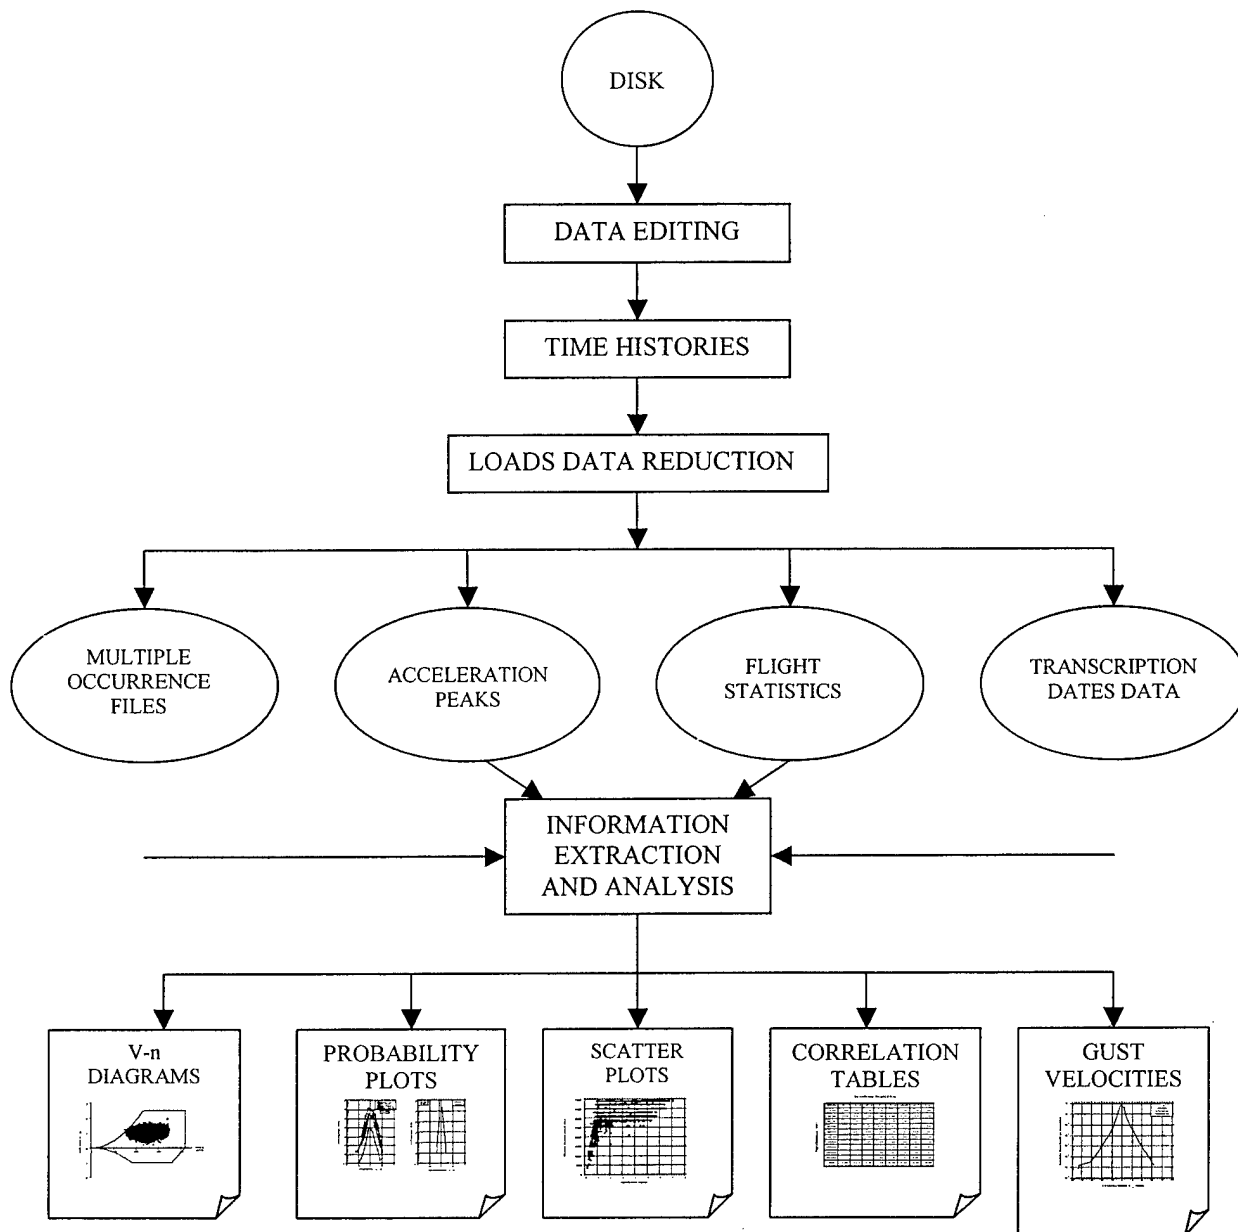 DISK
DATA EDITING
TIME HISTORIES
LOADS DATA REDUCTION
MULTIPLE
OCCURRENCE
FILES
ACCELERATION
PEAKS
FLIGHT
STATISTICS
TRANSCRIPTION
DATES DATA
INFORMATION
EXTRACTION
AND ANALYSIS
V-n
DIAGRAMS
PROBABILITY
PLOTS
SCATTER
PLOTS
CORRELATION
TABLES
GUST
VELOCITIES